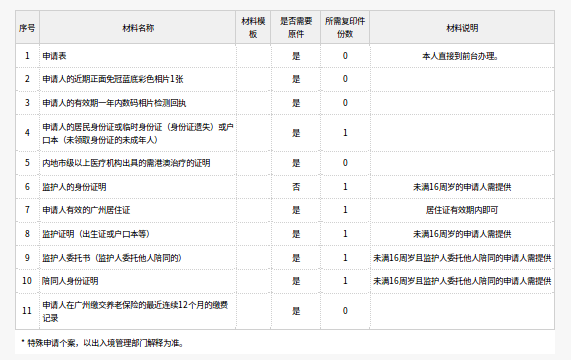 序号 材料名称 材料模板 是否需要原件 所需复印件份数 材料说明
1 申请表 是 0 本人直接到前台办理。
2 申请人的近期正面免冠蓝底彩色相片1张 是 0
3 申请人的有效期一年内数码相片检测回执 是 0
4 申请人的居民身份证或临时身份证（身份证遗失）或户口本（未领取身份证的未成年人） 是 1
5 内地市级以上医疗机构出具的需港澳治疗的证明 是 0
6 监护人的身份证明 否 1 未满16周岁的申请人需提供
7 申请人有效的广州居住证 是 1 居住证有效期内即可
8 监护证明（出生证或户口本等） 是 1 未满16周岁的申请人需提供
9 监护人委托书（监护人委托他人陪同的） 是 1 未满16周岁且监护人委托他人陪同的申请人需提供
10 陪同人身份证明 是 1 未满16周岁且监护人委托他人陪同的申请人需提供
11 申请人在广州缴交养老保险的最近连续12个月的缴费记录 是 0
* 特殊申请个案，以出入境管理部门解释为准。